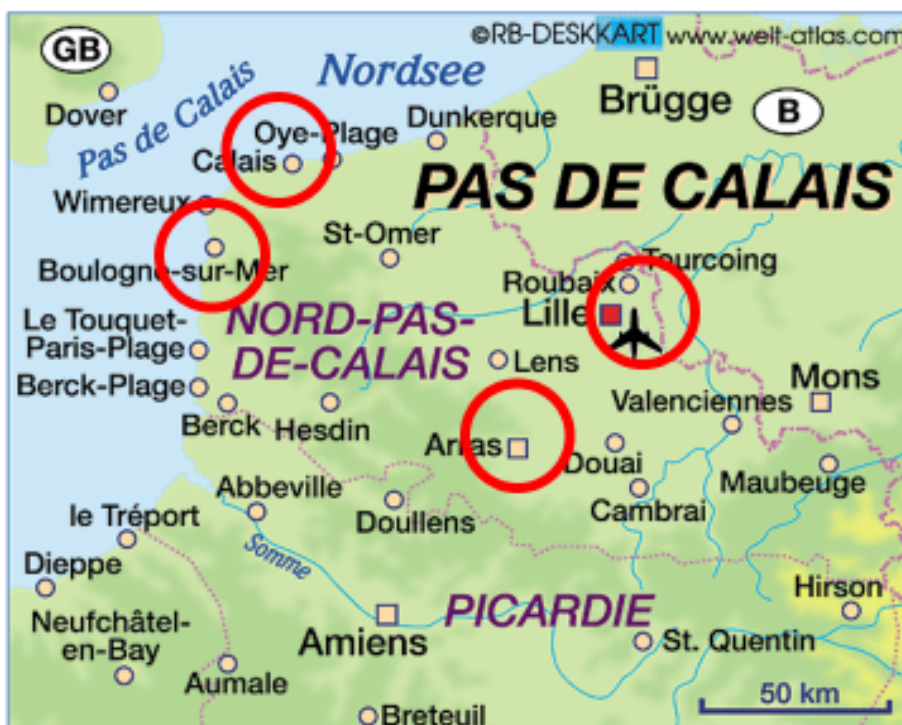 ©RB-DESKKART www.welt-atlas.com
GB
Nordsee
Dover
Pas de Calais
Brügge
B
Oye-Plage
Dunkerque
Calais
PAS DE CALAIS
Wimereux
St-Omer
Boulogne-sur-Mer
Tourcoing
Roubaix
Lille
NORD-PAS-
DE-CALAIS
Le Touquet-
Paris-Plage
Lens
Berck-Plage
Mons
Valenciennes
Berck
Hesdin
Arras
Douai
Maubeuge
Abbeville
Doullens
Cambrai
le Tréport
Somme
Dieppe
Hirson
PICARDIE
Neufchâtel-
en-Bay
Amiens
St. Quentin
Aumale
50 km
Breteuil